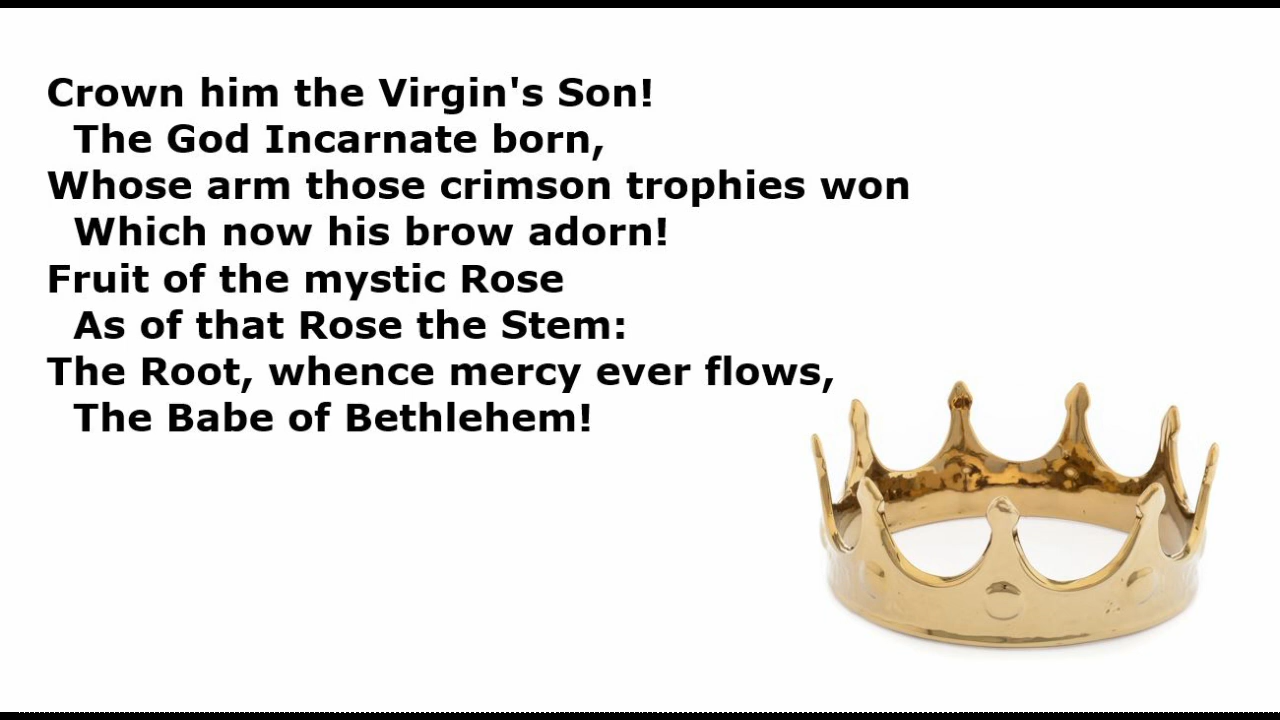 Crown him the Virgin's Son!
The God Incarnate born,
Whose arm those crimson trophies won
Which now his brow adorn!
Fruit of the mystic Rose
As of that Rose the Stem:
The Root, whence mercy ever flows,
The Babe of Bethlehem!